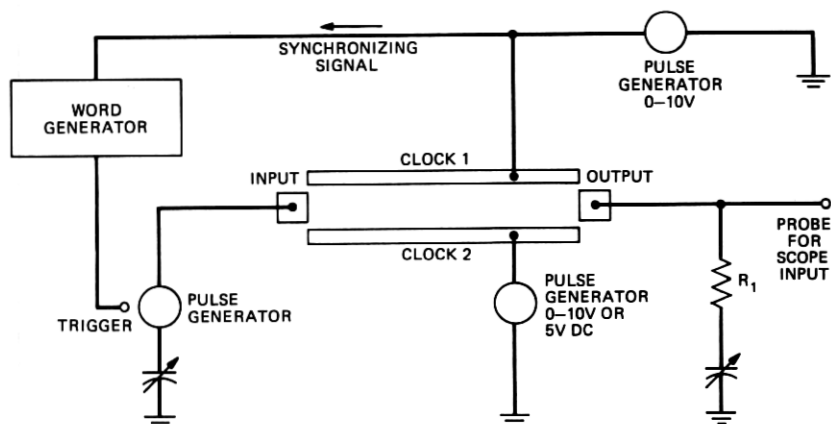 SYNCHRONIZING
SIGNAL
PULSE
GENERATOR
0–10V
WORD
GENERATOR
CLOCK 1
INPUT
OUTPUT
CLOCK 2
PROBE
FOR
SCOPE
INPUT
PULSE
GENERATOR
TRIGGER
PULSE
GENERATOR
0–10V OR
5V DC
R1